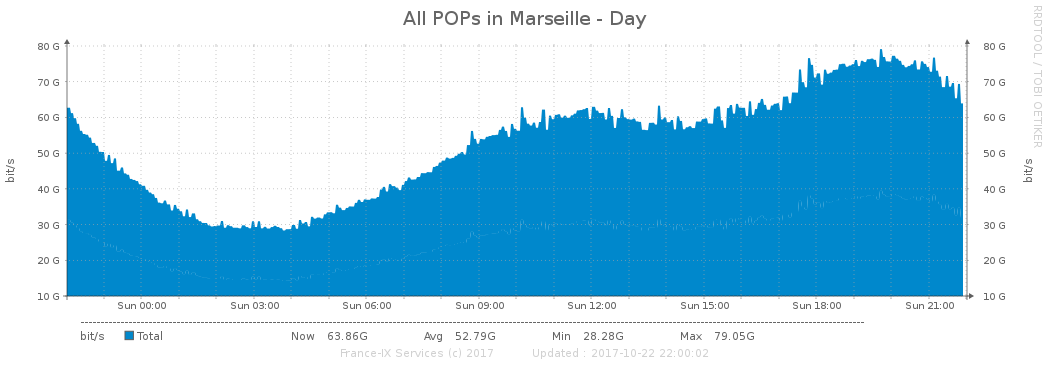 All POPs in Marseille - Day
RRDTOOL / TOBI OETIKER
bit/s
80 G
70 G
60 G
50 G
40 G
30 G
20 G
10 G
80 G
70 G
60 G
50 G
40 G
30 G
20 G
10 G
bit/s
Sun 00:00 Sun 03:00 Sun 06:00 Sun 09:00 Sun 12:00 Sun 15:00 Sun 18:00 Sun 21:00
bit/s Total Now 63.86G Avg 52.79G Min 28.28G Max 79.05G
France-IX Services (c) 2017 Updated : 2017-10-22 22:00:02